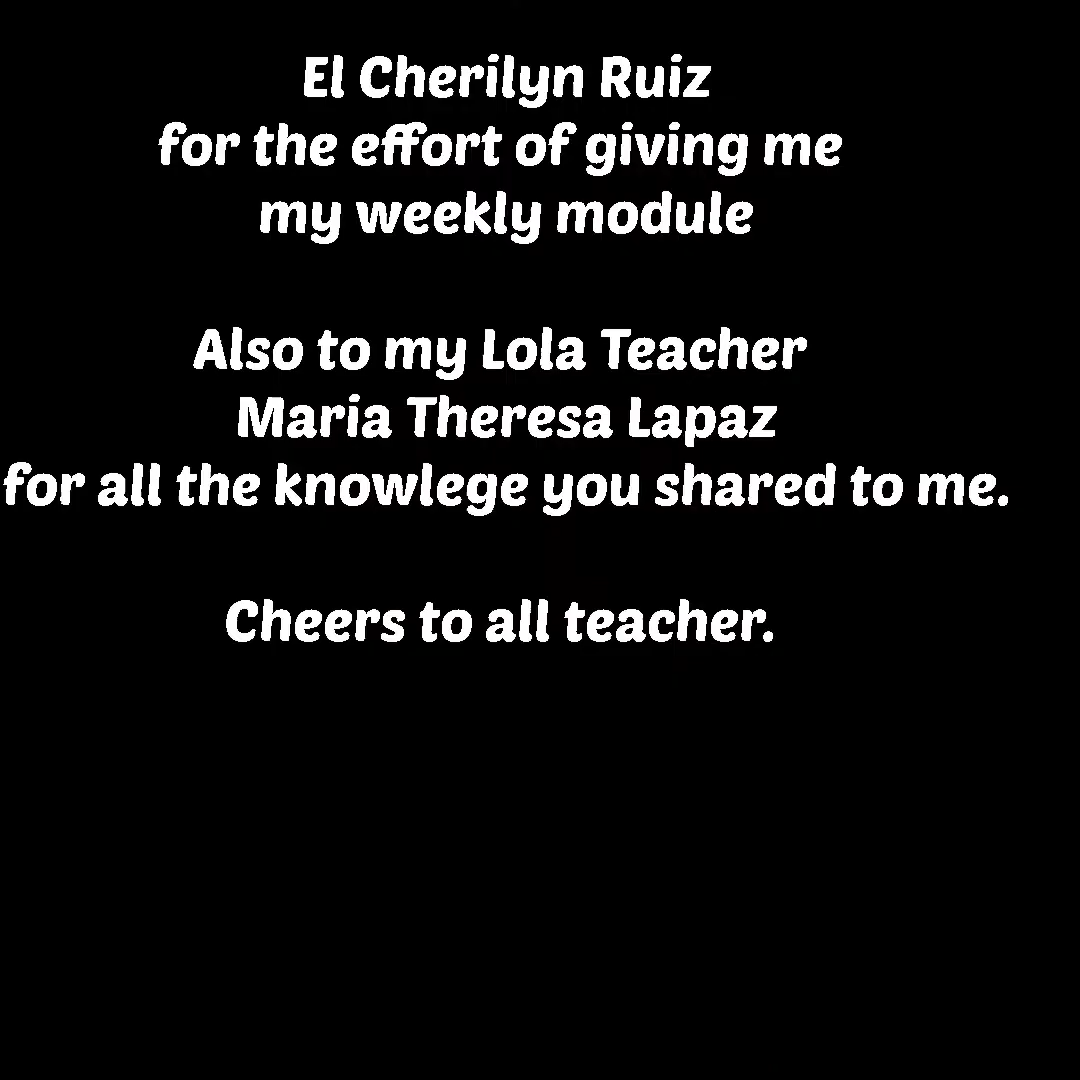 El Cherilyn Ruiz
for the effort of giving me
my weekly module
Also to my Lola Teacher
Maria Theresa Lapaz
for all the knowlege you shared to me.
Cheers to all teacher.